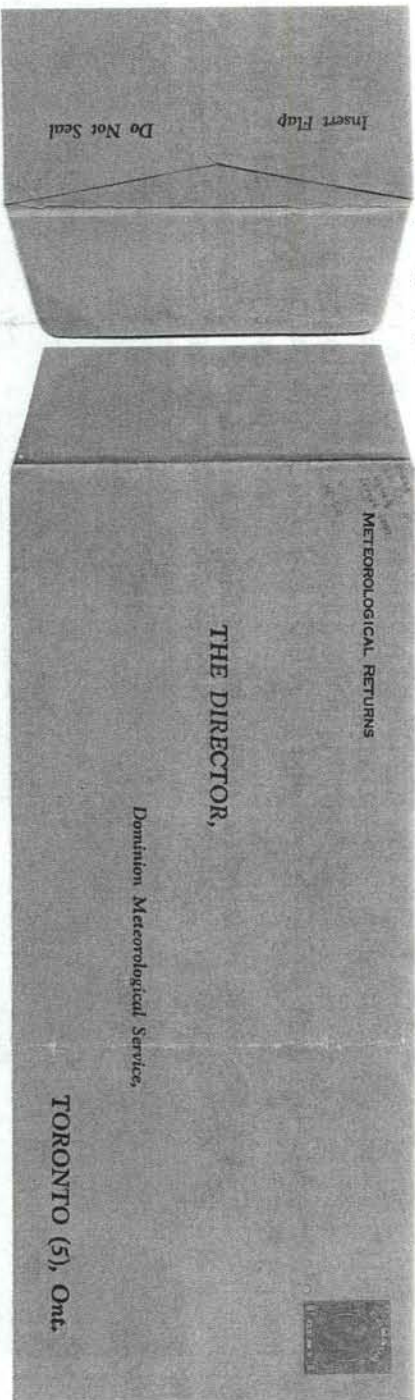 Insert Flap
Do Not Seal
METEOROLOGICAL RETURNS
THE DIRECTOR,
Dominion Meteorological Service,
TORONTO (5), Ont.